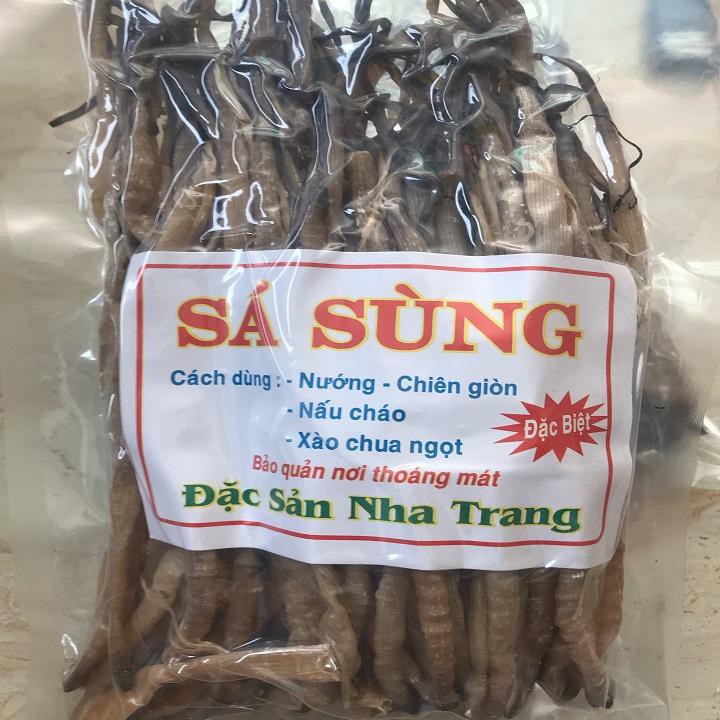 SÁ SÙNG
Cách dùng : - Nướng - Chiên giòn
- Nấu cháo
- Xào chua ngọt
Đặc Biệt
Bảo quản nơi thoáng mát
Đặc Sản Nha Trang